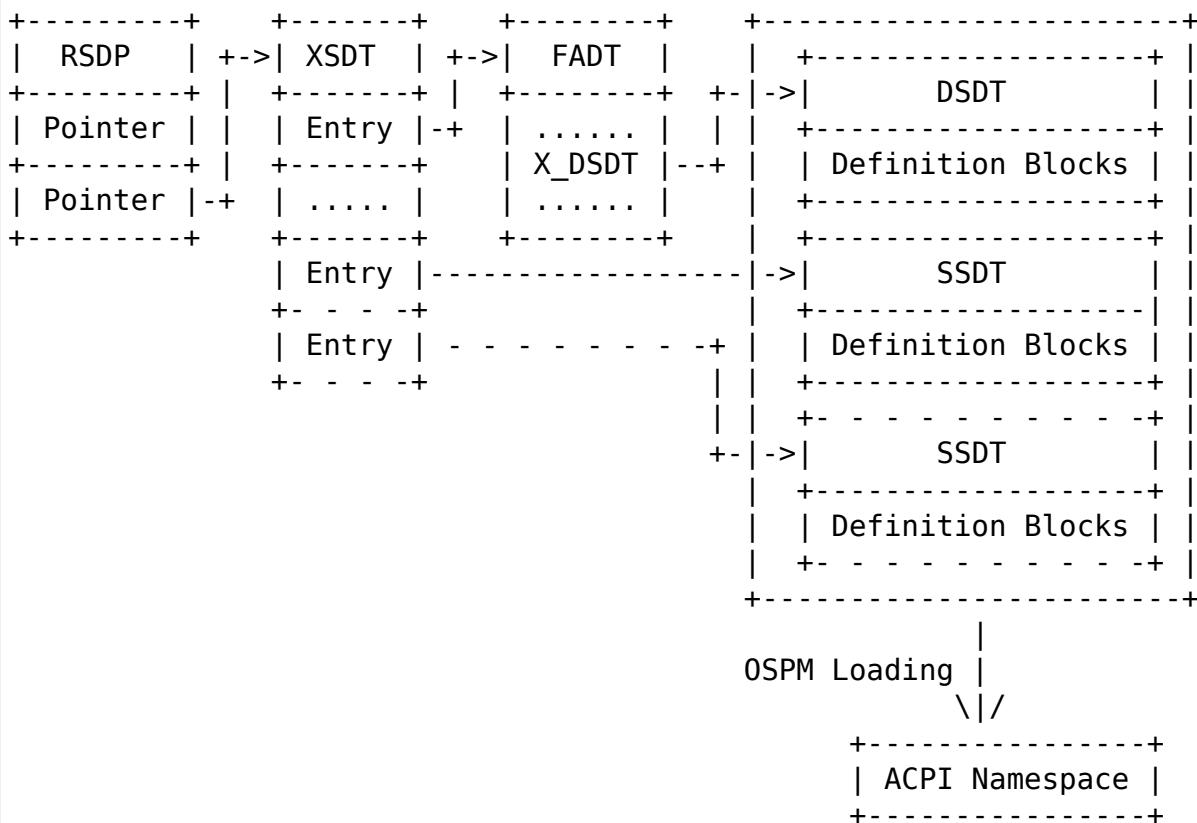 RSDP XSDT FADT
DSDT
Pointer Entry ......
X_DSDT Definition Blocks
Pointer ..... ......
Entry SSDT
Entry Definition Blocks
SSDT
Definition Blocks
OSPM Loading
ACPI Namespace